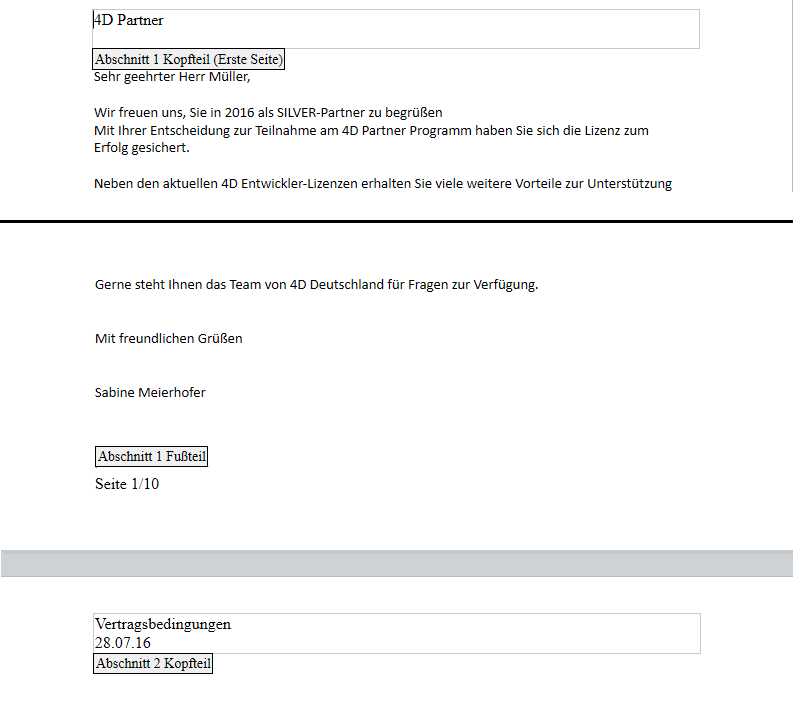 4D Partner
Abschnitt 1 Kopfteil (Erste Seite)
Sehr geehrter Herr Müller,
Wir freuen uns, Sie in 2016 als SILVER-Partner zu begrüßen
Mit Ihrer Entscheidung zur Teilnahme am 4D Partner Programm haben Sie sich die Lizenz zum
Erfolg gesichert.
Neben den aktuellen 4D Entwickler-Lizenzen erhalten Sie viele weitere Vorteile zur Unterstützung
Gerne steht Ihnen das Team von 4D Deutschland für Fragen zur Verfügung.
Mit freundlichen Grüßen
Sabine Meierhofer
Abschnitt 1 Fußteil
Seite 1/10
Vertragsbedingungen
28.07.16
Abschnitt 2 Kopfteil